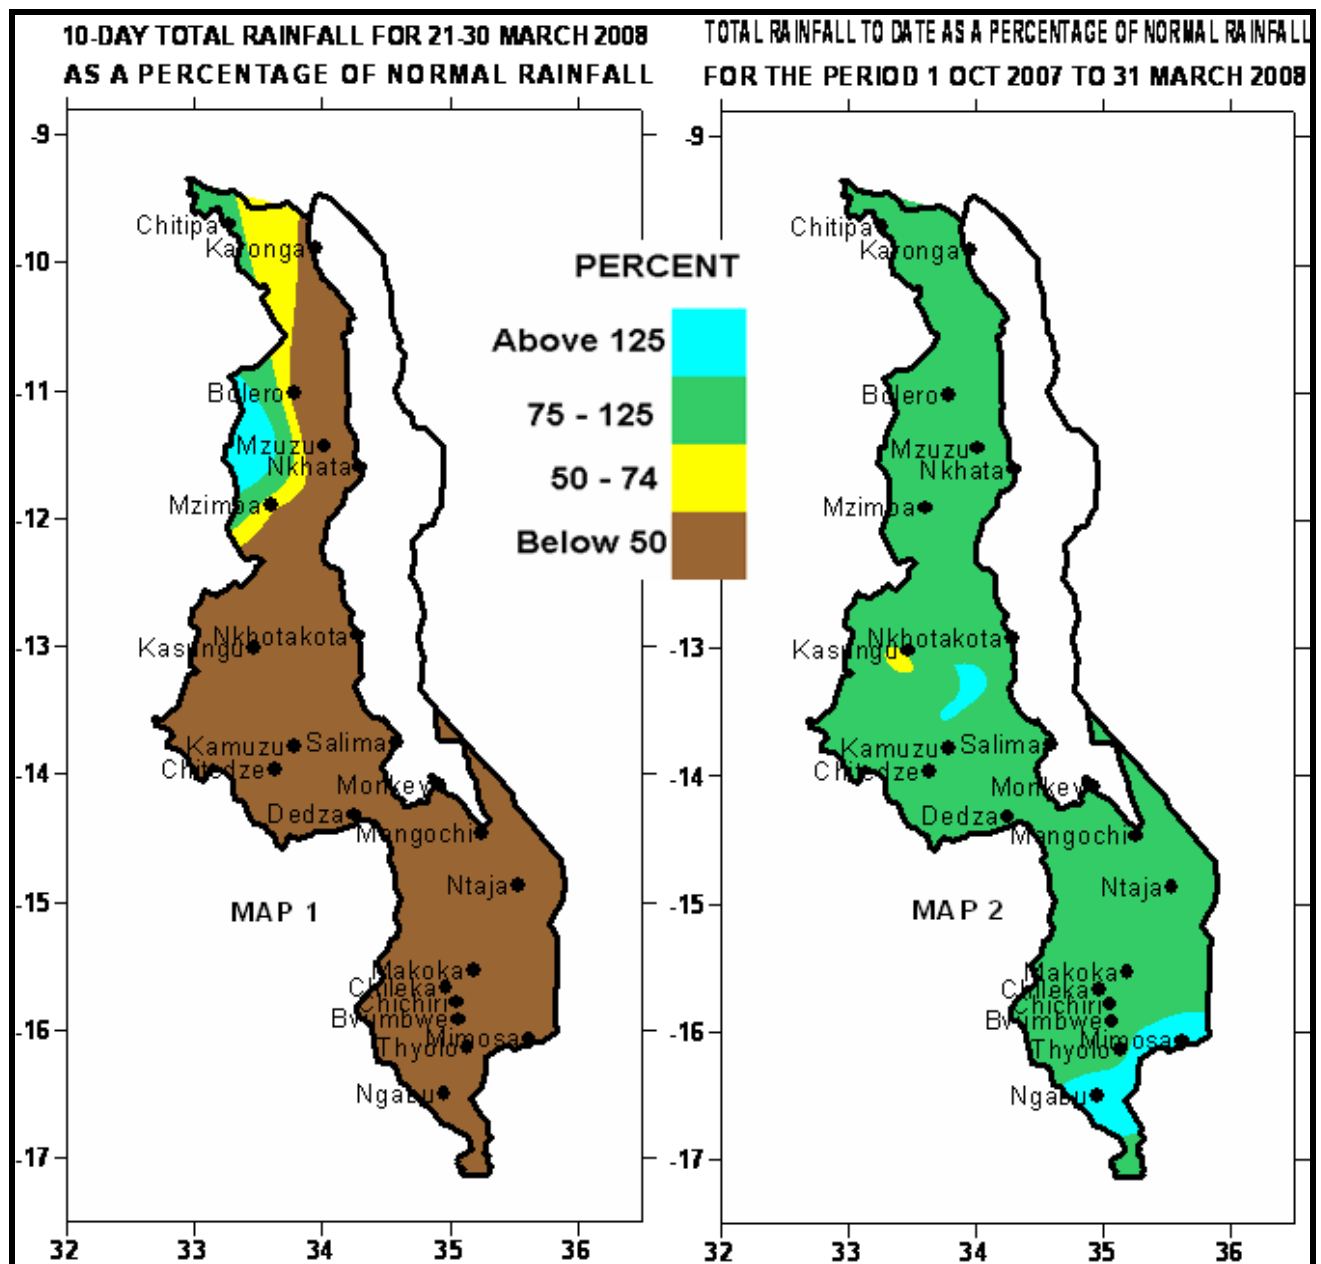 10-DAY TOTAL RAINFALL FOR 21-30 MARCH 2008
AS A PERCENTAGE OF NORMAL RAINFALL
TOTAL RAINFALL TO DATE AS A PERCENTAGE OF NORMAL RAINFALL
FOR THE PERIOD 1 OCT 2007 TO 31 MARCH 2008
-9
-10
-11
-12
-13
-14
-15
-16
-17
32
33
34
35
36
Chitipa
Karonga
Bolero
Mzuzu
Nkhata
Mzimba
Nkhotakota
Kasungu
Kamuzu
Salima
Chitedze
Monkey
Dedza
Mangochi
Ntaja
MAP 1
Makoka
Chileka
Chichiri
Bvumbwe
Mimosa
Thyolo
Ngabu
PERCENT
Above 125
75 - 125
50 - 74
Below 50
-9
-10
-11
-12
-13
-14
-15
-16
-17
32
33
34
35
36
Chitipa
Karonga
Bolero
Mzuzu
Nkhata
Mzimba
Nkhotakota
Kasungu
Kamuzu
Salima
Chitedze
Monkey
Dedza
Mangochi
Ntaja
MAP 2
Makoka
Chileka
Chichiri
Bvumbwe
Mimosa
Thyolo
Ngabu